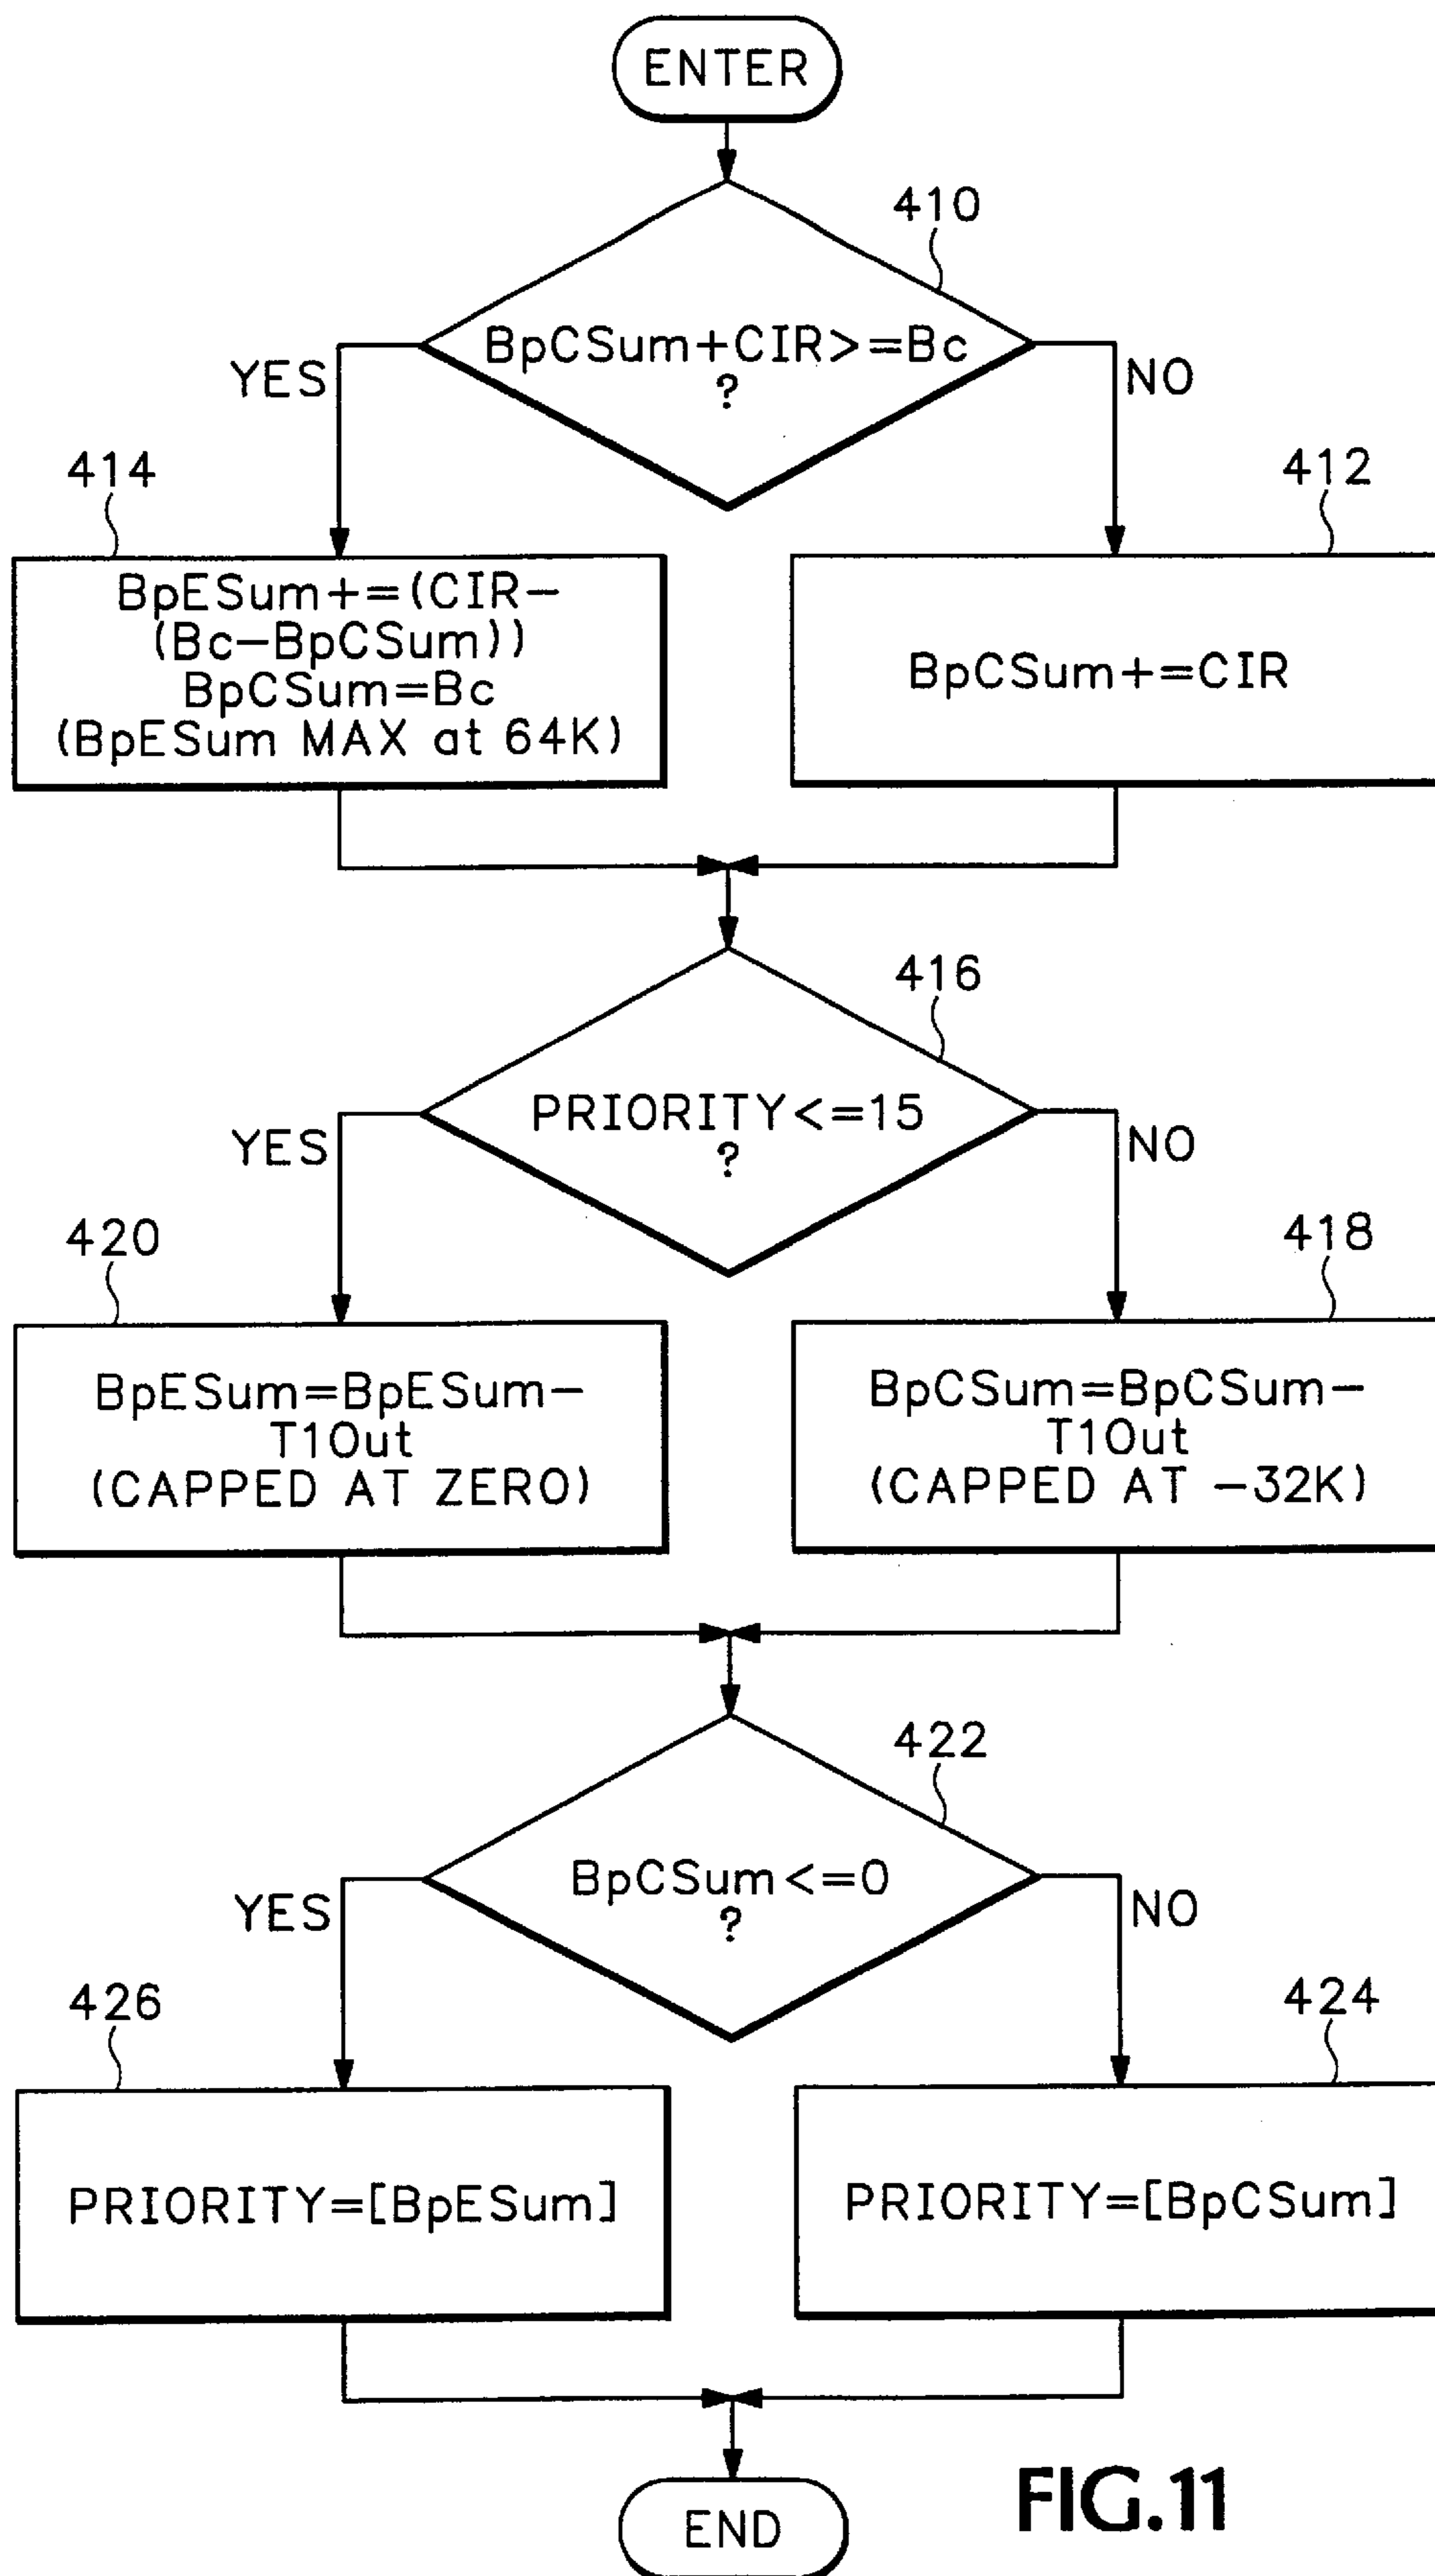 ENTER
410
BpCSum+CIR>=Bc
?
YES
NO
414
412
BpESum+=(CIR-
(Bc-BpCSum))
BpCSum=Bc
(BpESum MAX at 64K)
BpCSum+=CIR
416
PRIORITY<=15
?
YES
NO
420
418
BpESum=BpESum-
T1Out
(CAPPED AT ZERO)
BpCSum=BpCSum-
T1Out
(CAPPED AT -32K)
422
BpCSum<=0
?
YES
NO
426
424
PRIORITY=[BpESum]
PRIORITY=[BpCSum]
END
FIG.11